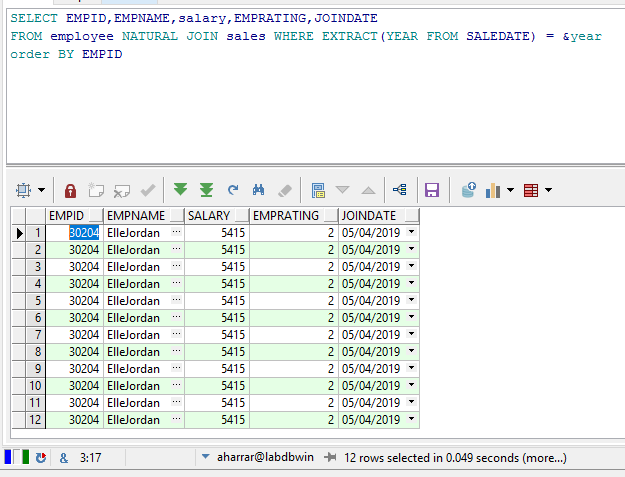 SELECT EMPID,EMPNAME,salary,EMPRATING,JOINDATE
FROM employee NATURAL JOIN sales WHERE EXTRACT(YEAR FROM SALEDATE) = &year
order BY EMPID
EMPID EMPNAME SALARY EMPRATING JOINDATE
1 30204 ElleJordan ... 5415 2 05/04/2019
2 30204 ElleJordan ... 5415 2 05/04/2019
3 30204 ElleJordan ... 5415 2 05/04/2019
4 30204 ElleJordan ... 5415 2 05/04/2019
5 30204 ElleJordan ... 5415 2 05/04/2019
6 30204 ElleJordan ... 5415 2 05/04/2019
7 30204 ElleJordan ... 5415 2 05/04/2019
8 30204 ElleJordan ... 5415 2 05/04/2019
9 30204 ElleJordan ... 5415 2 05/04/2019
10 30204 ElleJordan ... 5415 2 05/04/2019
11 30204 ElleJordan ... 5415 2 05/04/2019
12 30204 ElleJordan ... 5415 2 05/04/2019
& 3:17 aharrar@labdbwin 12 rows selected in 0.049 seconds (more...)